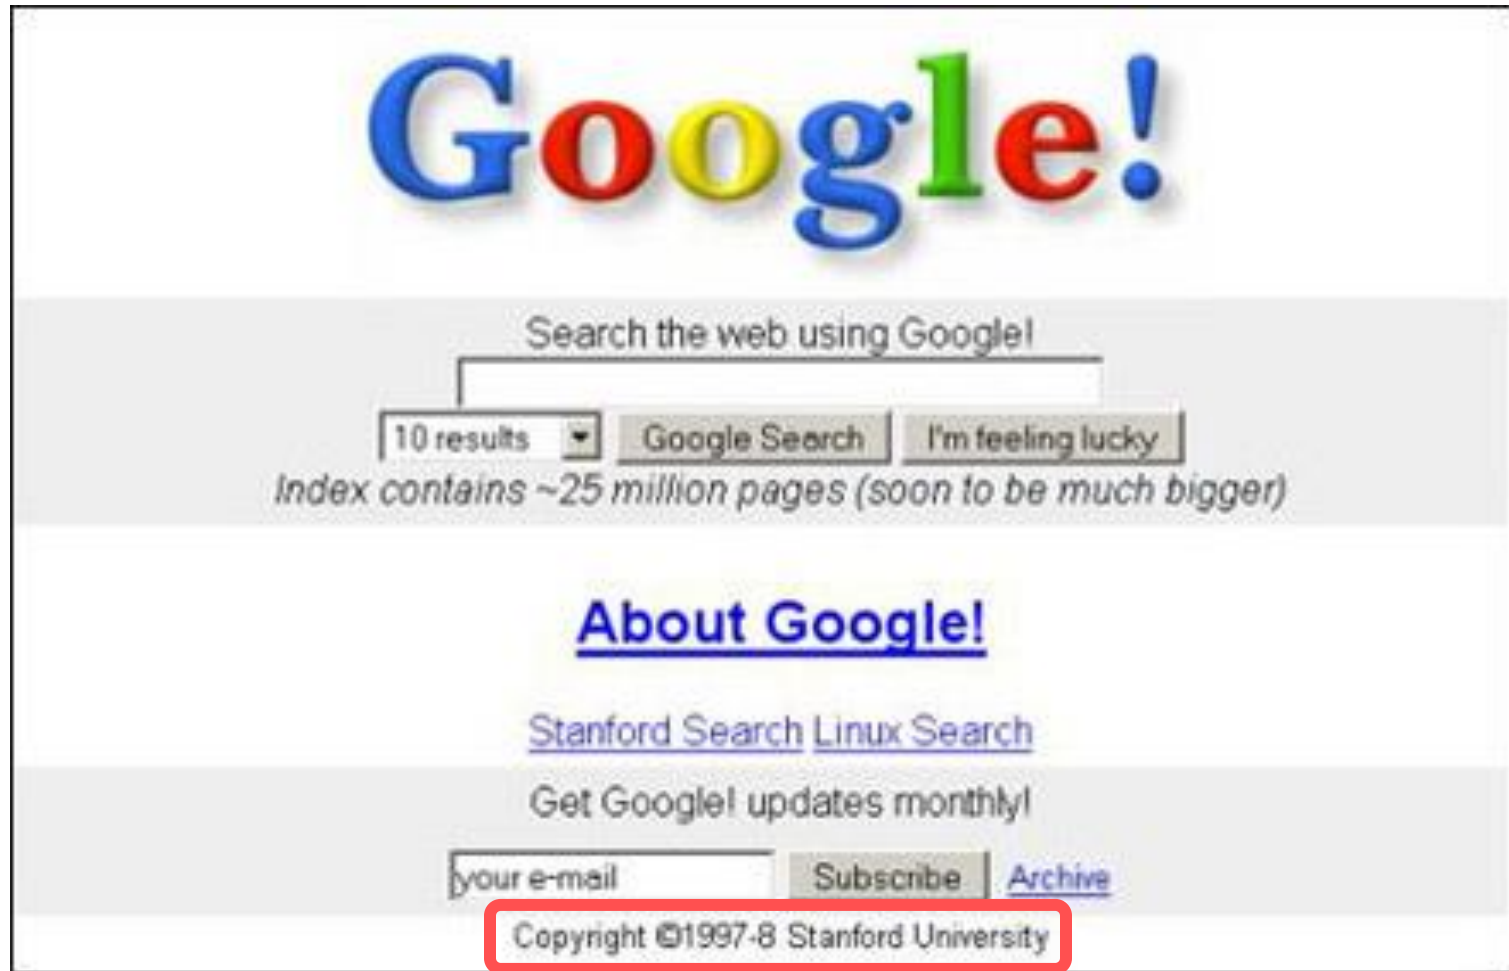 Google!
Search the web using Google!
10 results Google Search I'm feeling lucky
Index contains ~25 million pages (soon to be much bigger)
About Google!
Stanford Search Linux Search
Get Google! updates monthly!
your e-mail Subscribe Archive
Copyright ©1997-8 Stanford University